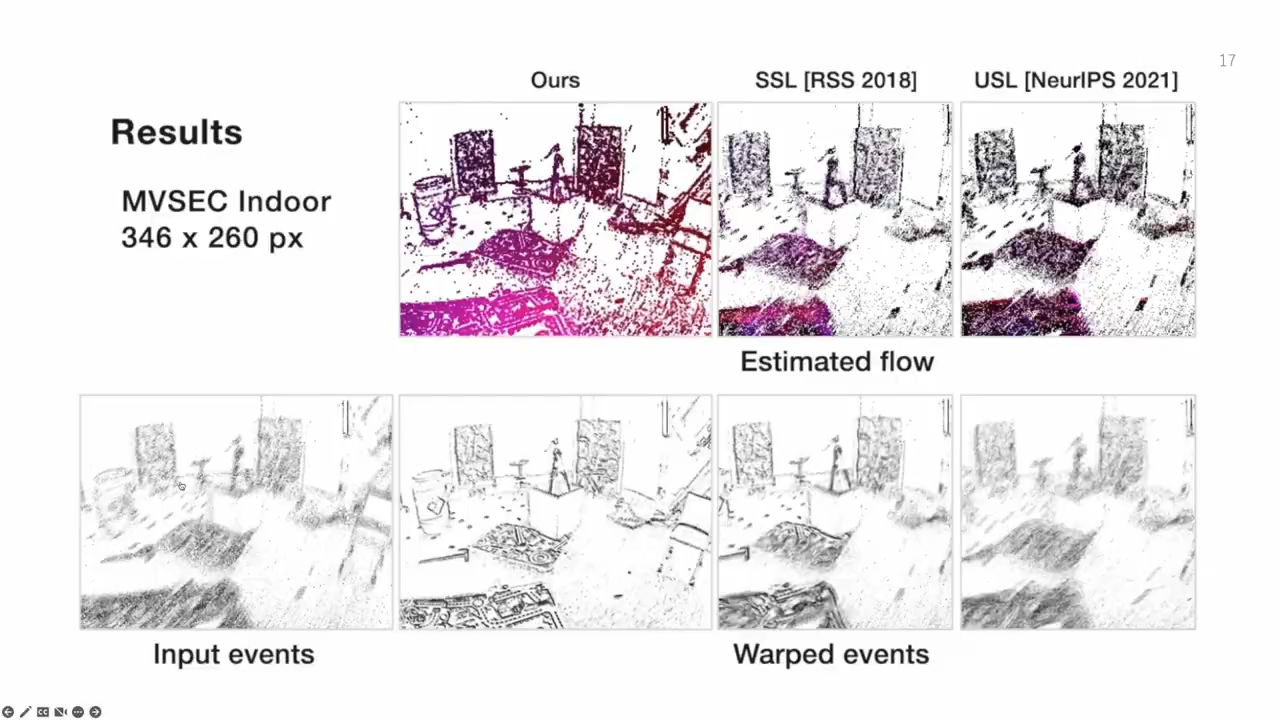 17
Ours
SSL [RSS 2018]
USL [NeurIPS 2021]
Results
MVSEC Indoor
346 x 260 px
Estimated flow
Input events
Warped events